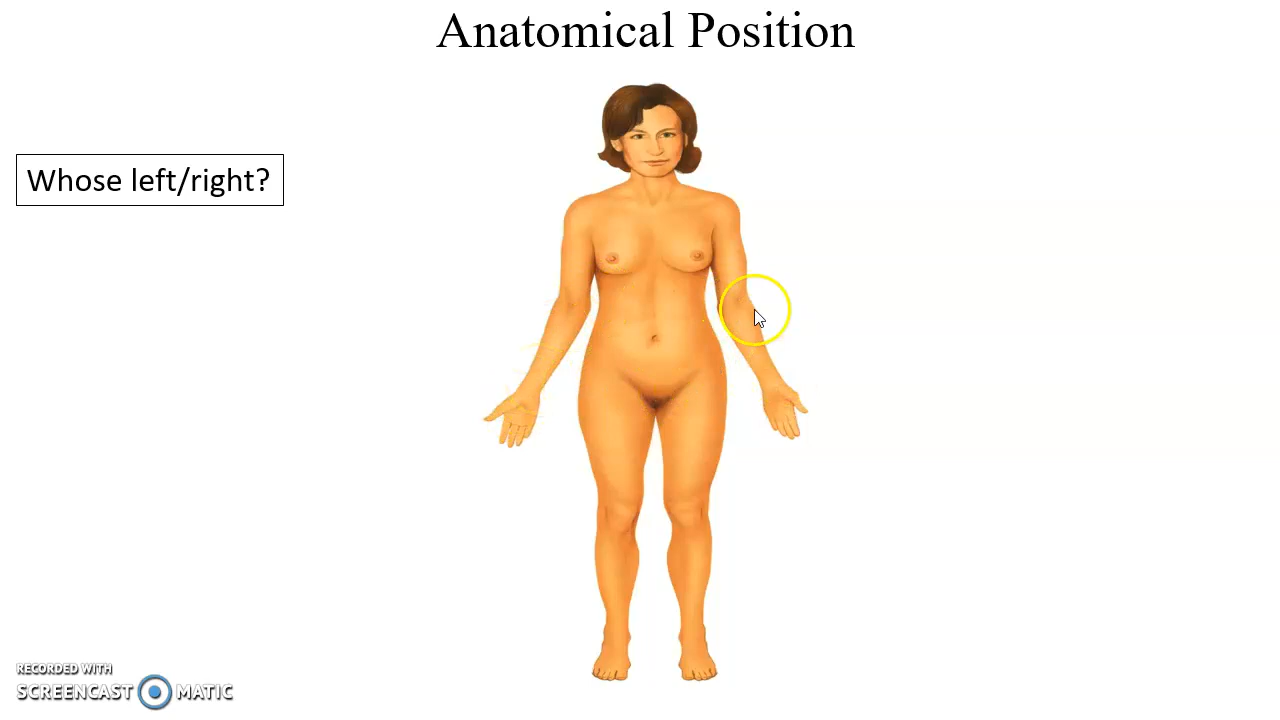 Anatomical Position
Whose left/right?
RECORDED WITH
SCREENCAST MATIC